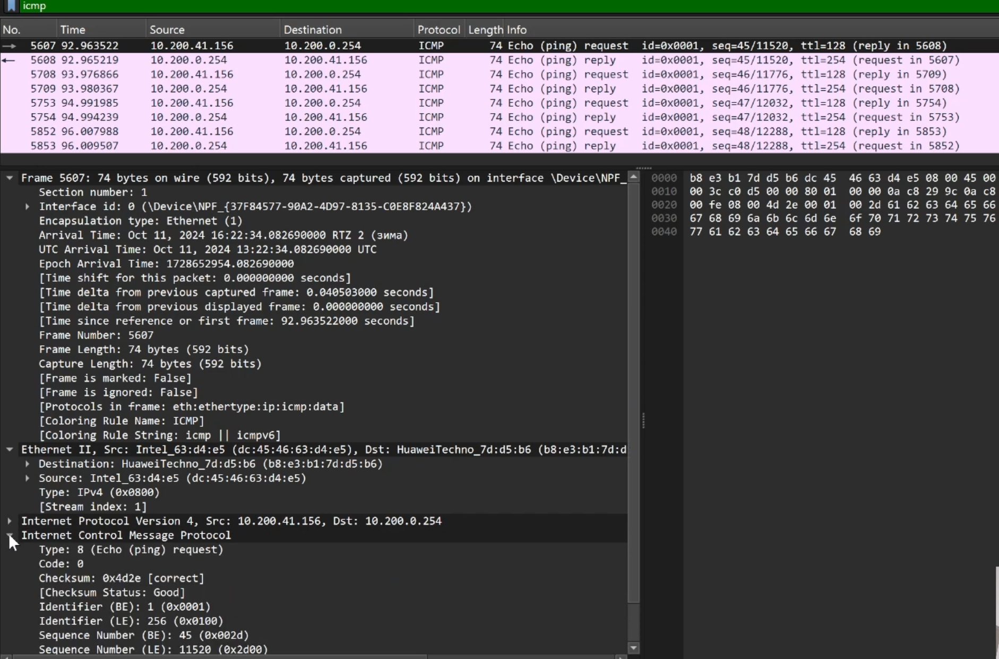 icmp
No. Time Source Destination Protocol Length Info
5607 92.963522 10.200.41.156 10.200.0.254 ICMP 74 Echo (ping) request id=0x0001, seq=45/11520, ttl=128 (reply in 5608)
5608 92.965219 10.200.0.254 10.200.41.156 ICMP 74 Echo (ping) reply id=0x0001, seq=45/11520, ttl=254 (request in 5607)
5708 93.976866 10.200.41.156 10.200.0.254 ICMP 74 Echo (ping) request id=0x0001, seq=46/11776, ttl=128 (reply in 5709)
5709 93.980367 10.200.0.254 10.200.41.156 ICMP 74 Echo (ping) reply id=0x0001, seq=46/11776, ttl=254 (request in 5708)
5753 94.991985 10.200.41.156 10.200.0.254 ICMP 74 Echo (ping) request id=0x0001, seq=47/12032, ttl=128 (reply in 5754)
5754 94.994239 10.200.0.254 10.200.41.156 ICMP 74 Echo (ping) reply id=0x0001, seq=47/12032, ttl=254 (request in 5753)
5852 96.007988 10.200.41.156 10.200.0.254 ICMP 74 Echo (ping) request id=0x0001, seq=48/12288, ttl=128 (reply in 5853)
5853 96.009507 10.200.0.254 10.200.41.156 ICMP 74 Echo (ping) reply id=0x0001, seq=48/12288, ttl=254 (request in 5852)
Frame 5607: 74 bytes on wire (592 bits), 74 bytes captured (592 bits) on interface \Device\NPF_
Section number: 1
Interface id: 0 (\Device\NPF_{37F84577-90A2-4D97-8135-C0E8F824A437})
Encapsulation type: Ethernet (1)
Arrival Time: Oct 11, 2024 16:22:34.082690000 RTZ 2 (зима)
UTC Arrival Time: Oct 11, 2024 13:22:34.082690000 UTC
Epoch Arrival Time: 1728652954.082690000
[Time shift for this packet: 0.000000000 seconds]
[Time delta from previous captured frame: 0.040503000 seconds]
[Time delta from previous displayed frame: 0.000000000 seconds]
[Time since reference or first frame: 92.963522000 seconds]
Frame Number: 5607
Frame Length: 74 bytes (592 bits)
Capture Length: 74 bytes (592 bits)
[Frame is marked: False]
[Frame is ignored: False]
[Protocols in frame: eth:ethertype:ip:icmp:data]
[Coloring Rule Name: ICMP]
[Coloring Rule String: icmp || icmpv6]
Ethernet II, Src: Intel_63:d4:e5 (dc:45:46:63:d4:e5), Dst: HuaweiTechno_7d:d5:b6 (b8:e3:b1:7d:d
Destination: HuaweiTechno_7d:d5:b6 (b8:e3:b1:7d:d5:b6)
Source: Intel_63:d4:e5 (dc:45:46:63:d4:e5)
Type: IPv4 (0x0800)
[Stream index: 1]
Internet Protocol Version 4, Src: 10.200.41.156, Dst: 10.200.0.254
Internet Control Message Protocol
Type: 8 (Echo (ping) request)
Code: 0
Checksum: 0x4d2e [correct]
[Checksum Status: Good]
Identifier (BE): 1 (0x0001)
Identifier (LE): 256 (0x0100)
Sequence Number (BE): 45 (0x002d)
Sequence Number (LE): 11520 (0x2d00)
0000 b8 e3 b1 7d d5 b6 dc 45 46 63 d4 e5 08 00 45 00
0010 00 3c c0 d5 00 00 80 01 00 00 0a c8 29 9c 0a c8
0020 00 fe 08 00 4d 2e 00 01 00 2d 61 62 63 64 65 66
0030 67 68 69 6a 6b 6c 6d 6e 6f 70 71 72 73 74 75 76
0040 77 61 62 63 64 65 66 67 68 69